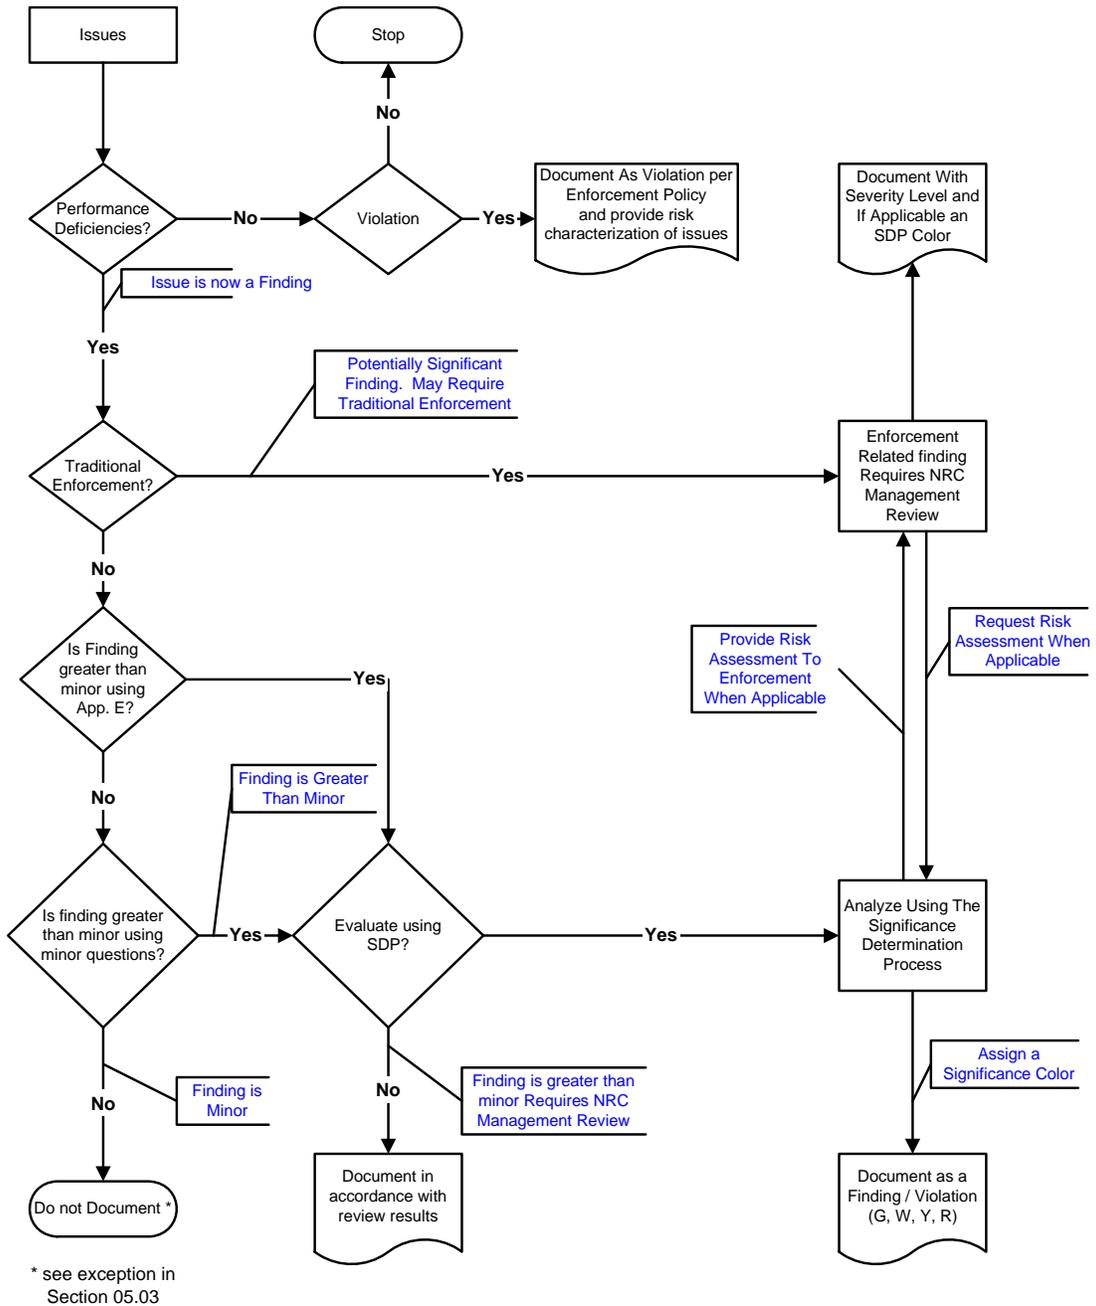 Issues
Stop
No
Performance
Deficiencies?
No
Violation
Yes
Document As Violation per
Enforcement Policy
and provide risk
characterization of issues
Document With
Severity Level and
If Applicable an
SDP Color
Issue is now a Finding
Yes
Potentially Significant
Finding.  May Require
Traditional Enforcement
Traditional
Enforcement?
Yes
Enforcement
Related finding
Requires NRC
Management
Review
No
Is Finding
greater than
minor using
App. E?
Yes
Provide Risk
Assessment To
Enforcement
When Applicable
Request Risk
Assessment When
Applicable
No
Finding is Greater
Than Minor
Is finding greater
than minor using
minor questions?
Yes
Evaluate using
SDP?
Yes
Analyze Using The
Significance
Determination
Process
Finding is
Minor
No
Finding is greater than
minor Requires NRC
Management Review
No
Assign a
Significance Color
Do not Document *
Document in
accordance with
review results
Document as a
Finding / Violation
(G, W, Y, R)
* see exception in
Section 05.03